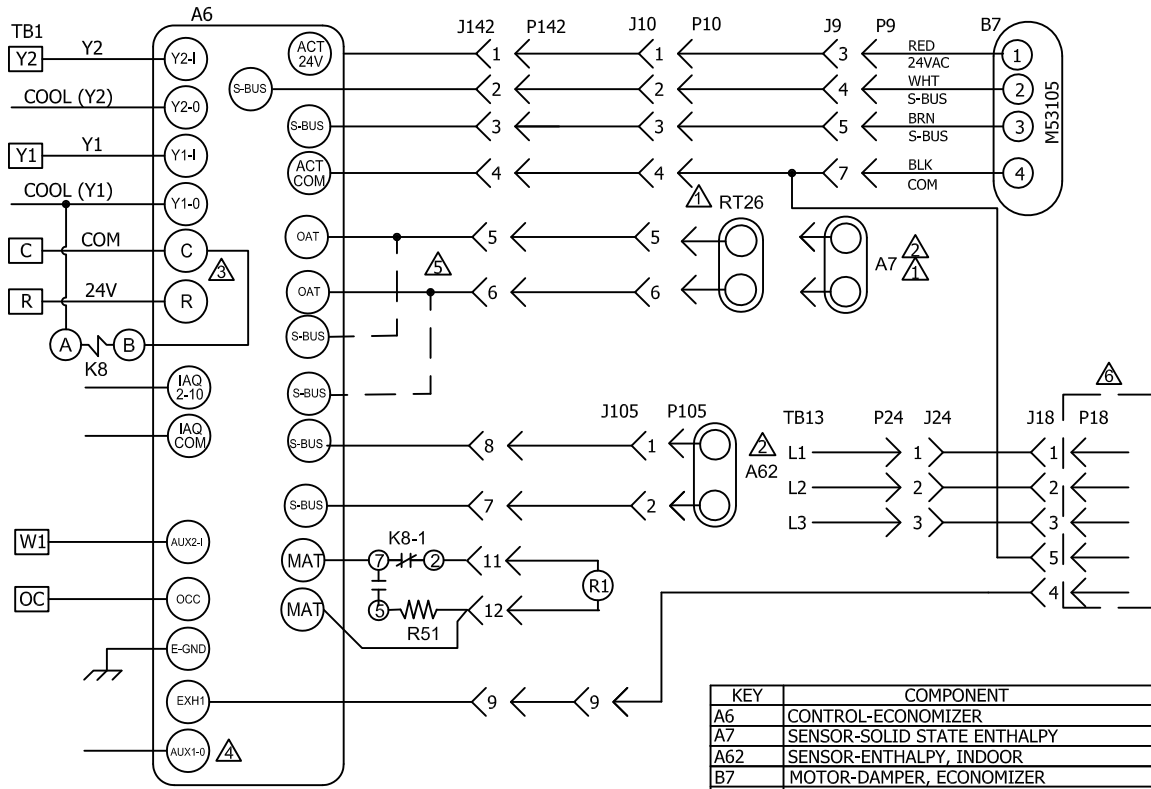 A6
TB1
J142 P142 J10 P10 J9 P9 B7
Y2 Y2 Y2-I ACT 24V 1 1 3 RED 24VAC 1
S-BUS 2 2 4 WHT S-BUS 2
COOL (Y2) Y2-0
S-BUS 3 3 5 BRN S-BUS 3
M53105
Y1 Y1 Y1-I ACT COM 4 4 7 BLK COM 4
COOL (Y1) Y1-0
1 RT26
C COM C 3 OAT 5 5
5
A7 2 1
R 24V R OAT 6 6
S-BUS
A B
K8
6
IAQ 2-10 S-BUS
J105 P105 TB13 P24 J24 J18 P18
IAQ COM S-BUS 8 1 2 A62 L1 1 1
L2 2 2
S-BUS 7 2 L3 3 3
W1 AUX2-I
K8-1
MAT 7 2 11 5
R1
OC OCC MAT 5 12 4
R51
E-GND
EXH1 9 9
AUX1-0 4
KEY COMPONENT
A6 CONTROL-ECONOMIZER
A7 SENSOR-SOLID STATE ENTHALPY
A62 SENSOR-ENTHALPY, INDOOR
B7 MOTOR-DAMPER, ECONOMIZER